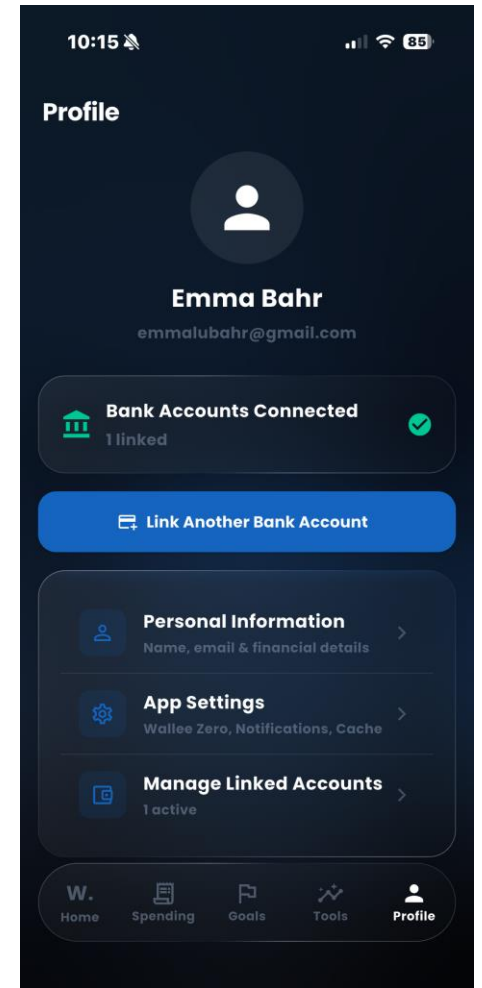 10:15
85
Profile
Emma Bahr
emmalubahr@gmail.com
Bank Accounts Connected
1 linked
Link Another Bank Account
Personal Information
Name, email & financial details
App Settings
Wallee Zero, Notifications, Cache
Manage Linked Accounts
1 active
W.
Home
Spending
Goals
Tools
Profile